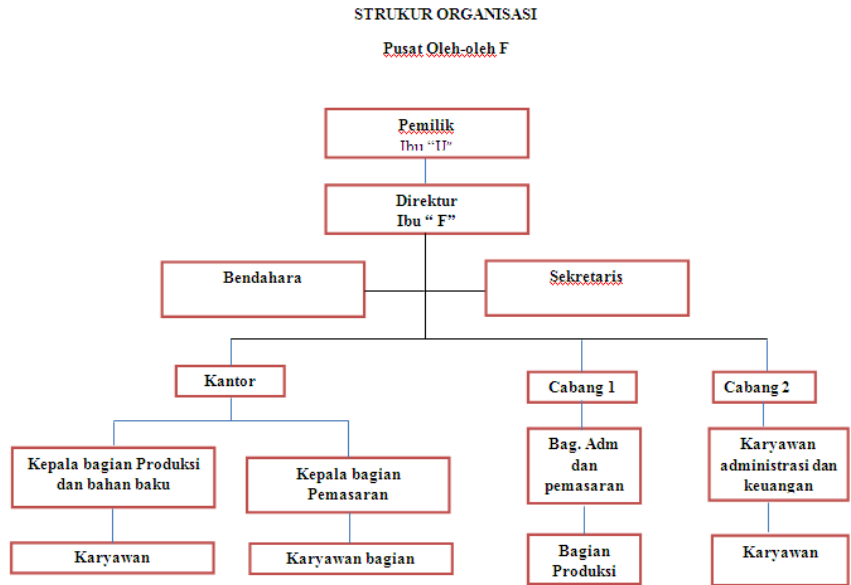 STRUKUR ORGANISASI
Pusat Oleh-oleh F
Pemilik
Ibu
Direktur
Ibu “ F”
Bendahara
Sekretaris
Kantor
Cabang 1
Cabang 2
Kepala bagian Produksi
dan bahan baku
Kepala bagian
Pemasaran
Bag. Adm
dan
pemasaran
Karyawan
administrasi dan
keuangan
Karyawan
Karyawan bagian
Bagian
Produksi
Karyawan